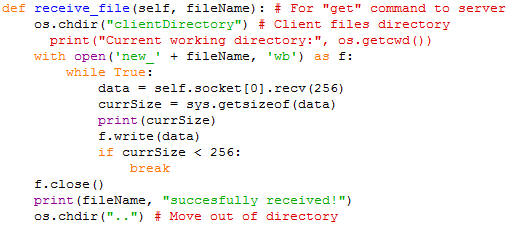 def receive_file(self, fileName): # For "get" command to server
    os.chdir("clientDirectory") # Client files directory
      print("Current working directory:", os.getcwd())
    with open('new_' + fileName, 'wb') as f:
        while True:
            data = self.socket[0].recv(256)
            currSize = sys.getsizeof(data)
            print(currSize)
            f.write(data)
            if currSize < 256:
                break
    f.close()
    print(fileName, "succesfully received!")
    os.chdir("..") # Move out of directory